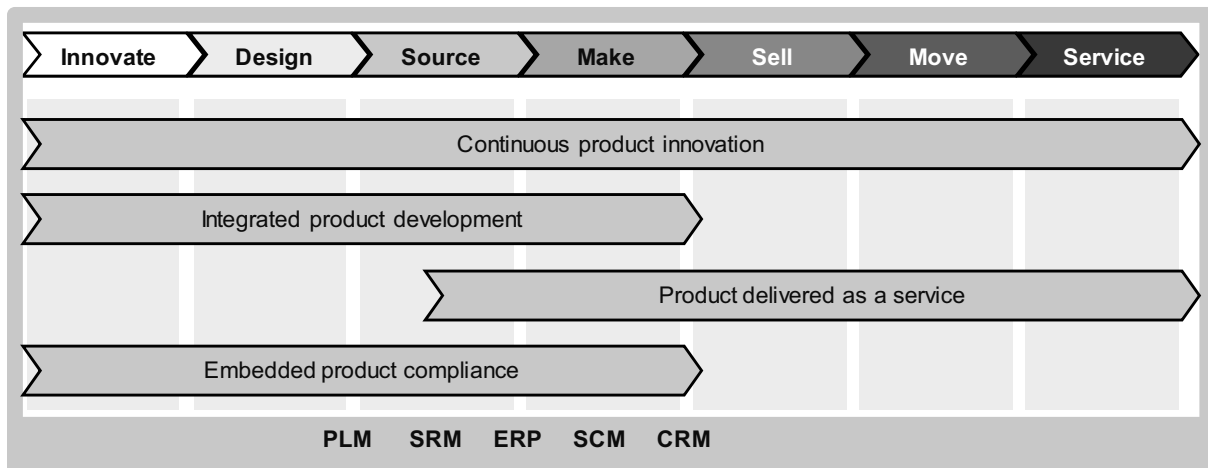 Innovate Design Source Make Sell Move Service
Continuous product innovation
Integrated product development
Product delivered as a service
Embedded product compliance
PLM SRM ERP SCM CRM